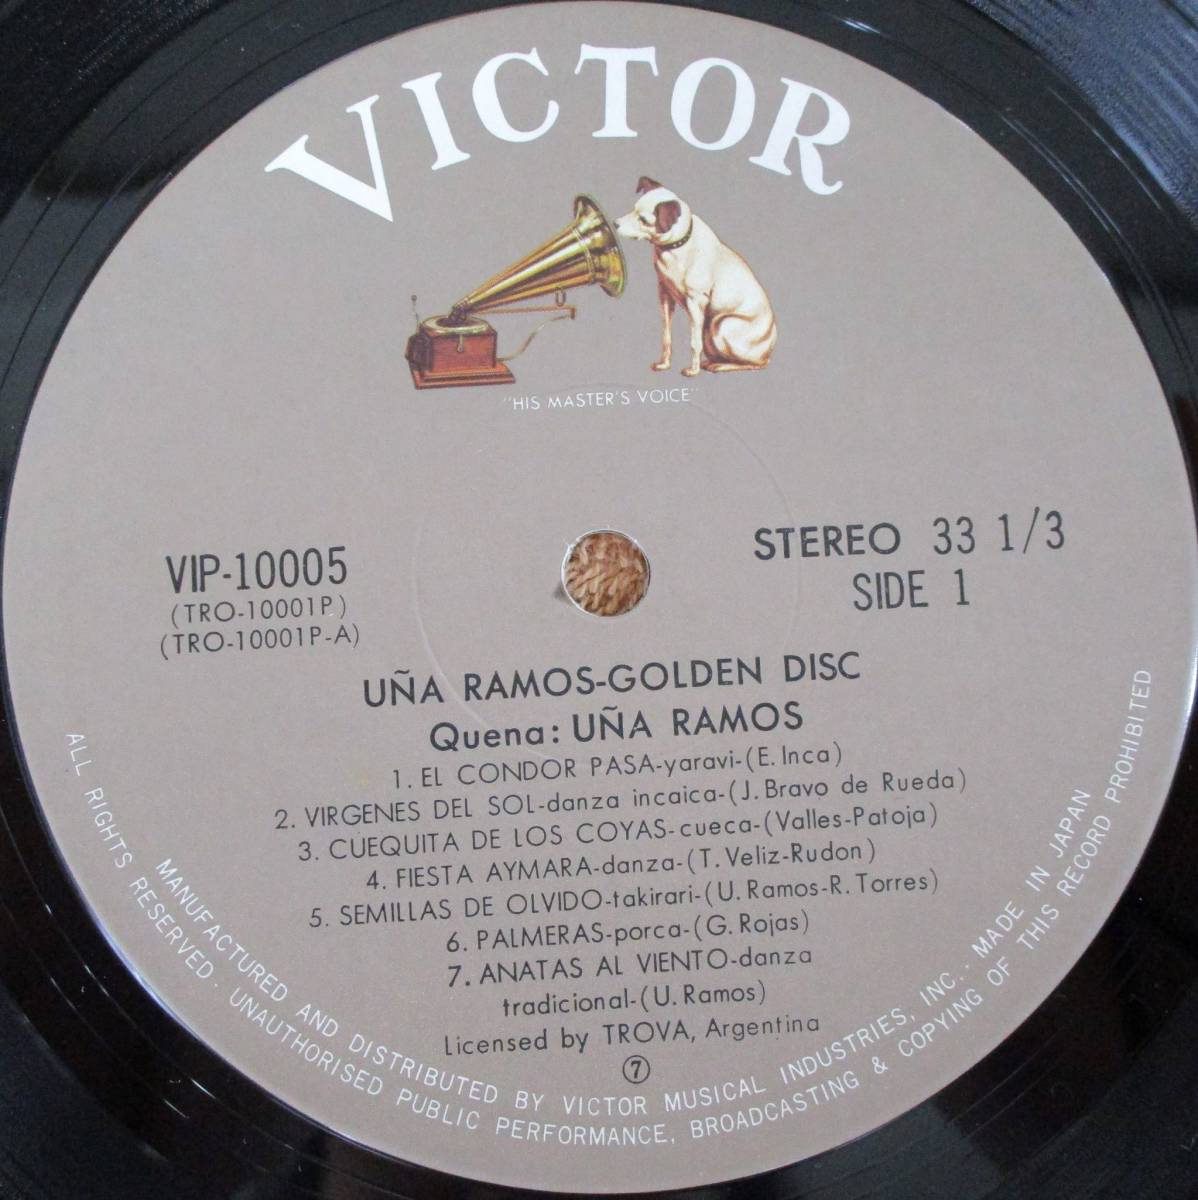 VICTOR
"HIS MASTER'S VOICE"
VIP-10005
(TRO-10001P)
(TRO-10001P-A)
STEREO 33 1/3
SIDE 1
UÑA RAMOS-GOLDEN DISC
Quena: UÑA RAMOS
1. EL CONDOR PASA-yaravi-(E. Inca)
2. VIRGENES DEL SOL-danza incaica-(J. Bravo de Rueda)
3. CUEQUITA DE LOS COYAS-cueca-(Valles-Patoja)
4. FIESTA AYMARA-danza-(T. Veliz-Rudon)
5. SEMILLAS DE OLVIDO-takirari-(U. Ramos-R. Torres)
6. PALMERAS-porca-(G. Rojas)
7. ANATAS AL VIENTO-danza
tradicional-(U. Ramos)
Licensed by TROVA, Argentina
⑦
MANUFACTURED AND DISTRIBUTED BY VICTOR MUSICAL INDUSTRIES, INC.. MADE IN JAPAN
ALL RIGHTS RESERVED · UNAUTHORISED PUBLIC PERFORMANCE, BROADCASTING & COPYING OF THIS RECORD PROHIBITED